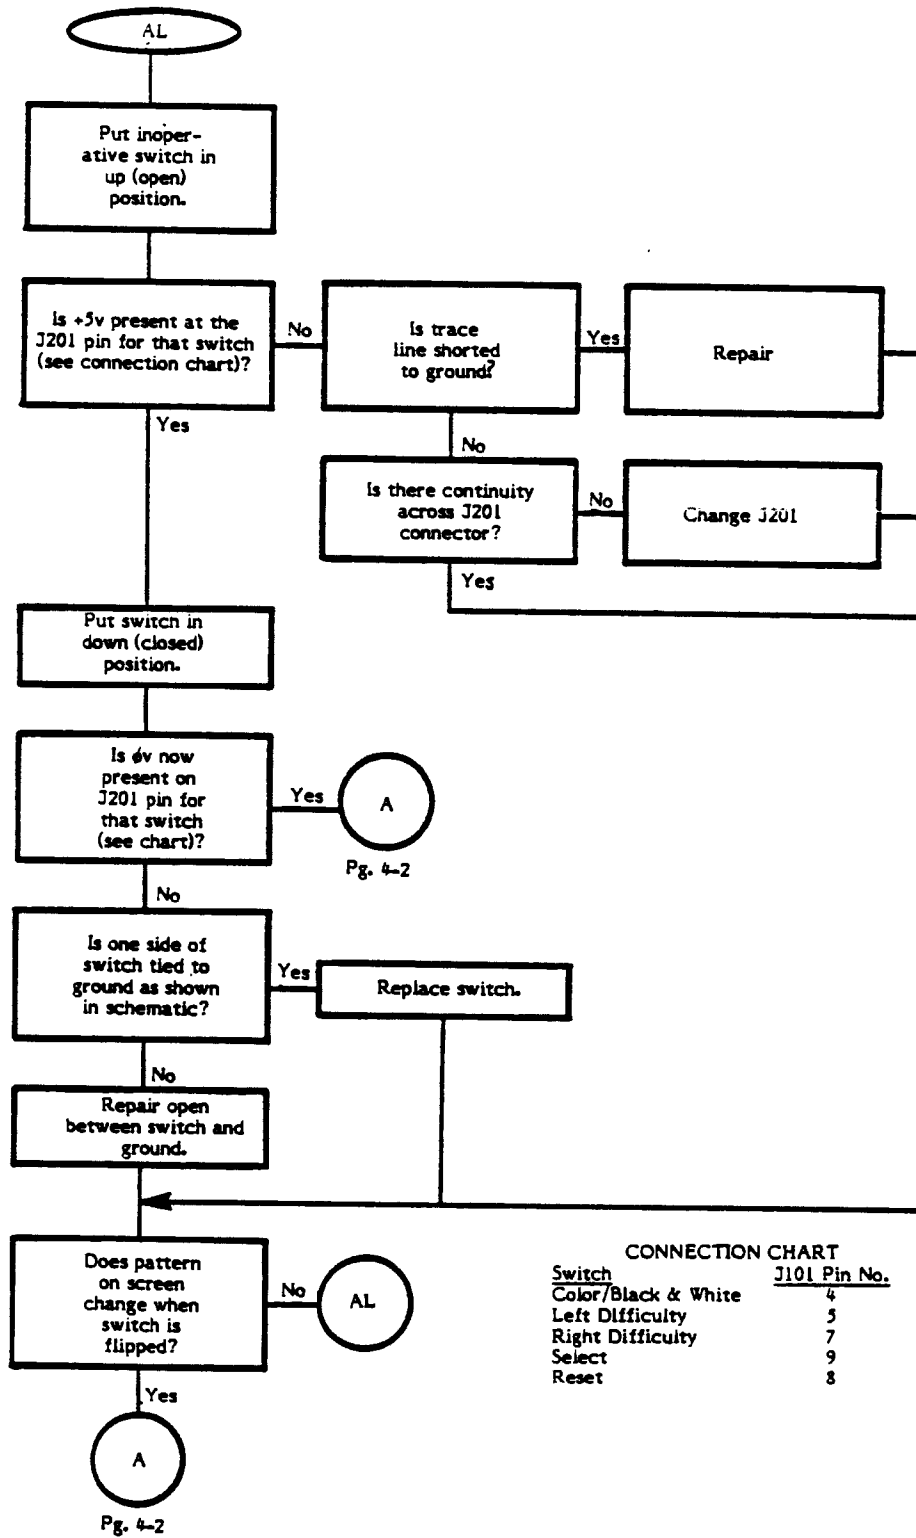 AL
Put inoper-
ative switch in
up (open)
position.
Is +5v present at the
J201 pin for that switch
(see connection chart)?
No
Is trace
line shorted
to ground?
Yes
Repair
Yes
No
Is there continuity
across J201
connector?
No
Change J201
Yes
Put switch in
down (closed)
position.
Is øv now
present on
J201 pin for
that switch
(see chart)?
Yes
A
Pg. 4-2
No
Is one side of
switch tied to
ground as shown
in schematic?
Yes
Replace switch.
No
Repair open
between switch and
ground.
Does pattern
on screen
change when
switch is
flipped?
No
AL
Yes
A
Pg. 4-2
CONNECTION CHART
Switch J101 Pin No.
Color/Black & White 4
Left Difficulty 5
Right Difficulty 7
Select 9
Reset 8